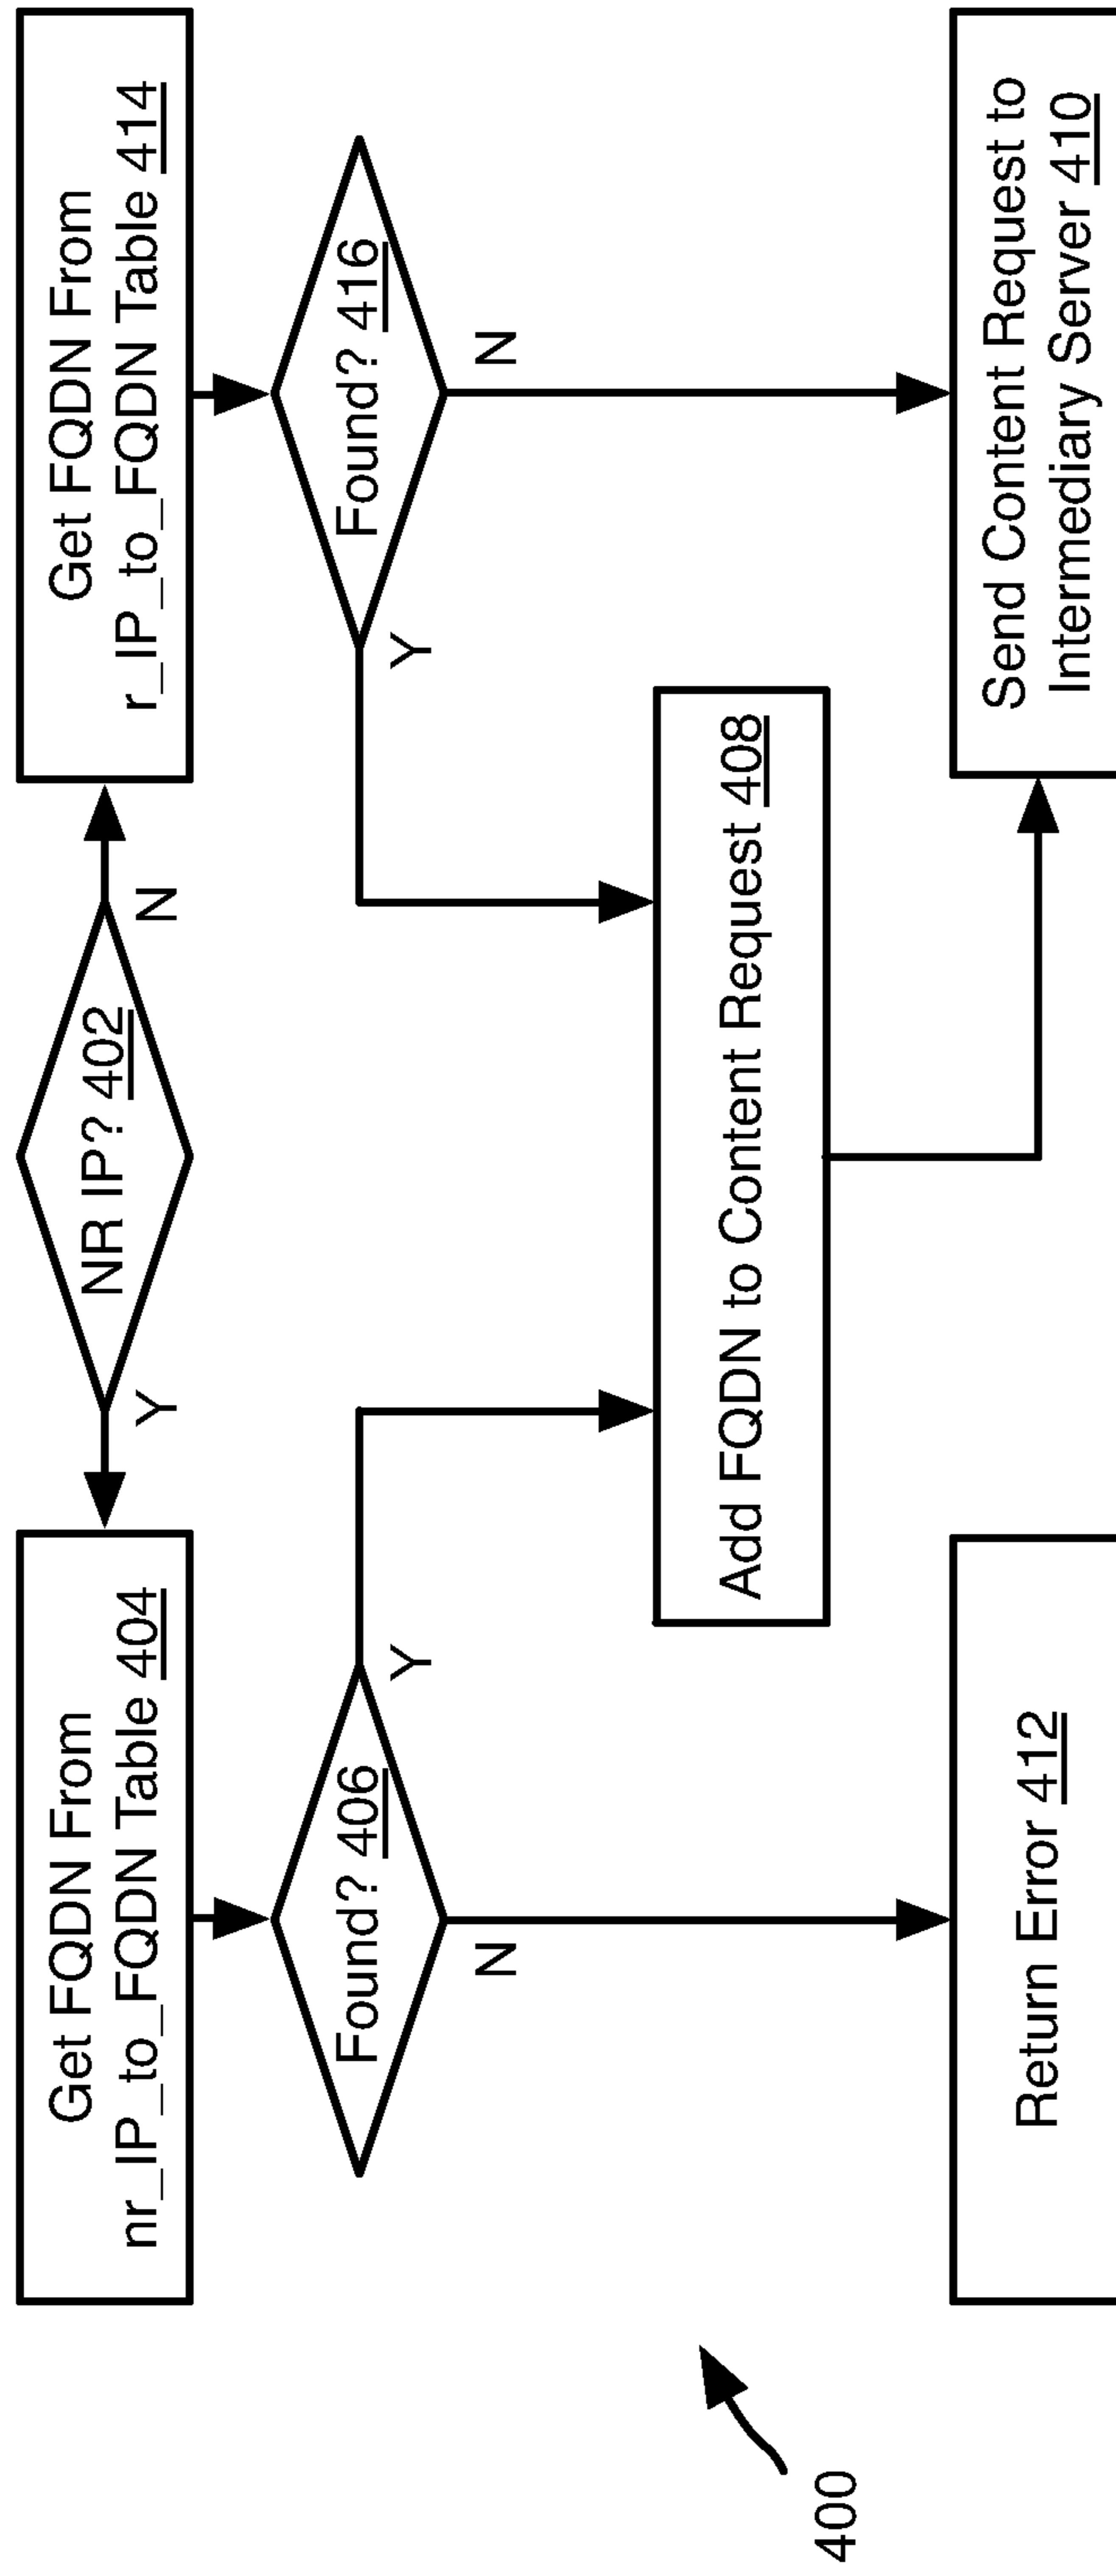 NR IP? 402
Y
N
Get FQDN From
nr_IP_to_FQDN Table 404
Get FQDN From
r_IP_to_FQDN Table 414
Found? 406
Y
N
Found? 416
Y
N
Add FQDN to Content Request 408
Return Error 412
Send Content Request to
Intermediary Server 410
400